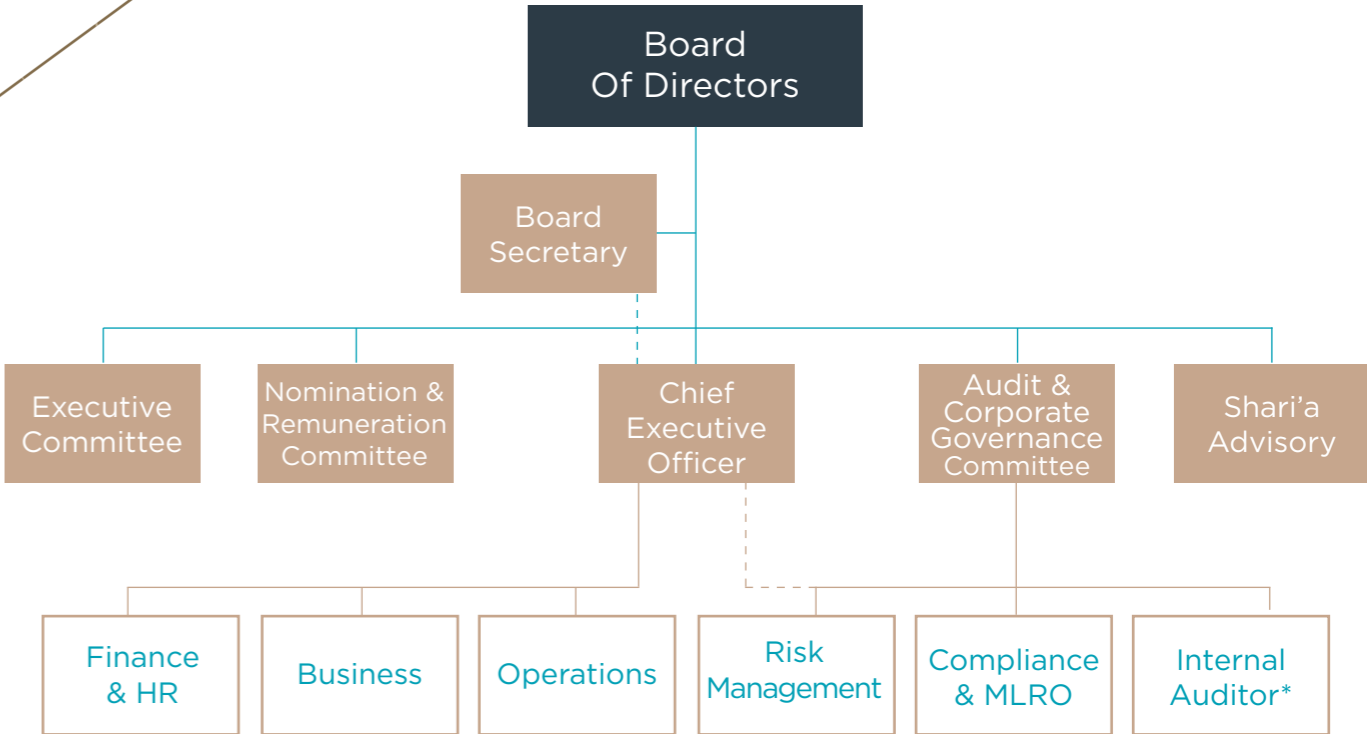 Board
Of Directors
Board
Secretary
Executive
Committee
Nomination &
Remuneration
Committee
Chief
Executive
Officer
Audit &
Corporate
Governance
Committee
Shari’a
Advisory
Finance
& HR
Business
Operations
Risk
Management
Compliance
& MLRO
Internal
Auditor*